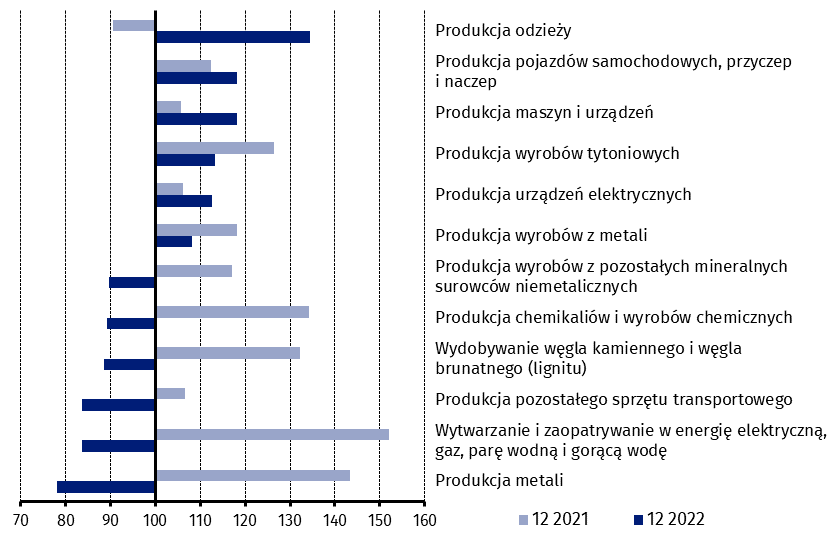 Produkcja odzieży
Produkcja pojazdów samochodowych, przyczep
i naczep
Produkcja maszyn i urządzeń
Produkcja wyrobów tytoniowych
Produkcja urządzeń elektrycznych
Produkcja wyrobów z metali
Produkcja wyrobów z pozostałych mineralnych
surowców niemetalicznych
Produkcja chemikaliów i wyrobów chemicznych
Wydobywanie węgla kamiennego i węgla
brunatnego (lignitu)
Produkcja pozostałego sprzętu transportowego
Wytwarzanie i zaopatrywanie w energię elektryczną,
gaz, parę wodną i gorącą wodę
Produkcja metali
70 80 90 100 110 120 130 140 150 160
12 2021 12 2022